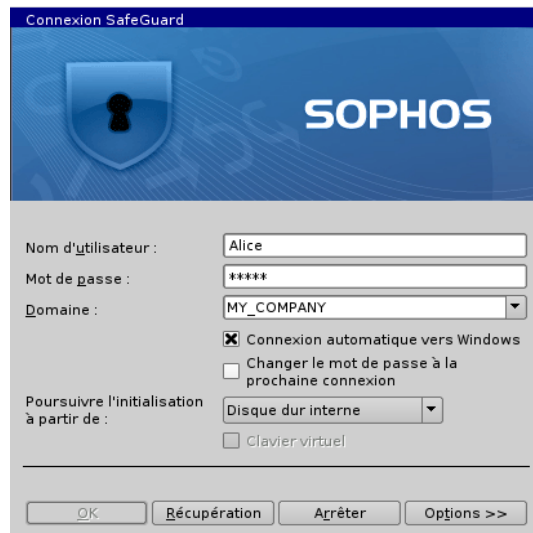 Connexion SafeGuard
SOPHOS
Nom d'utilisateur :
Alice
Mot de passe :
*****
Domaine :
MY_COMPANY
Connexion automatique vers Windows
Changer le mot de passe à la
prochaine connexion
Poursuivre l'initialisation
à partir de :
Disque dur interne
Clavier virtuel
OK
Récupération
Arrêter
Options >>